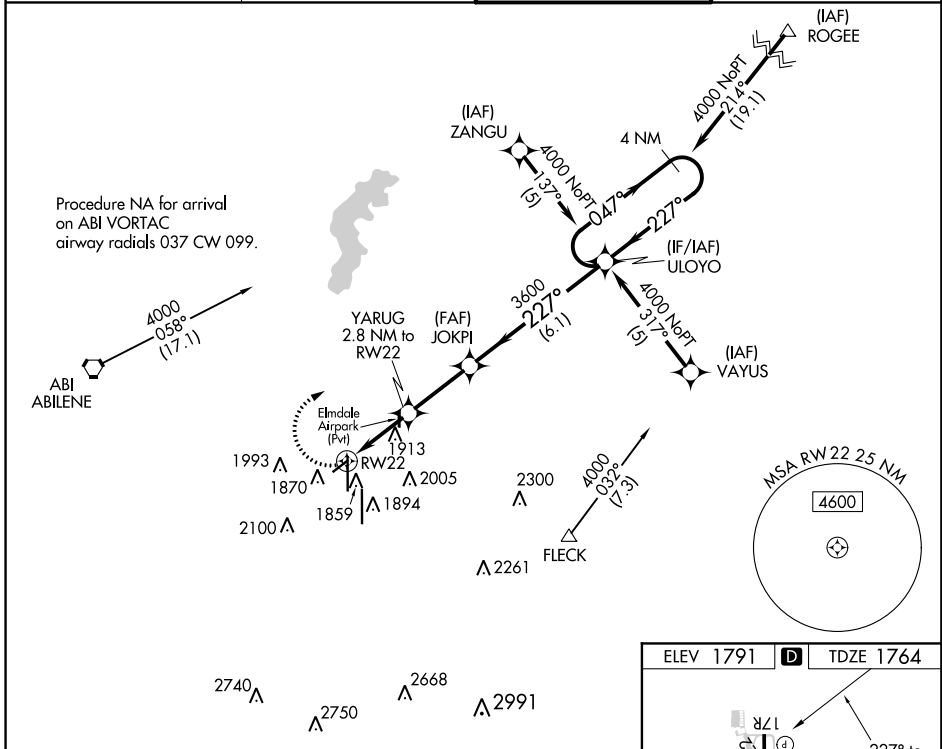 (IAF)
ROGEE
4000 NoPT
214°
(19.1)
(IAF)
ZANGU
4 NM
4000 NoPT
137°
(5)
047°
227°
Procedure NA for arrival
on ABI VORTAC
airway radials 037 CW 099.
(IF/IAF)
ULOYO
3600
227°
(6.1)
4000 NoPT
317°
(5)
4000
058°
(17.1)
YARUG
2.8 NM to
RW22
(FAF)
JOKPI
(IAF)
VAYUS
ABI
ABILENE
Elmdale
Airpark
(Pvt)
1913
RW22
1993
1870
2005
1859
1894
2300
2100
4000
032°
(7.3)
FLECK
2261
MSA RW22 25 NM
4600
ELEV 1791
D
TDZE 1764
2740
2668
2750
2991
17R
P